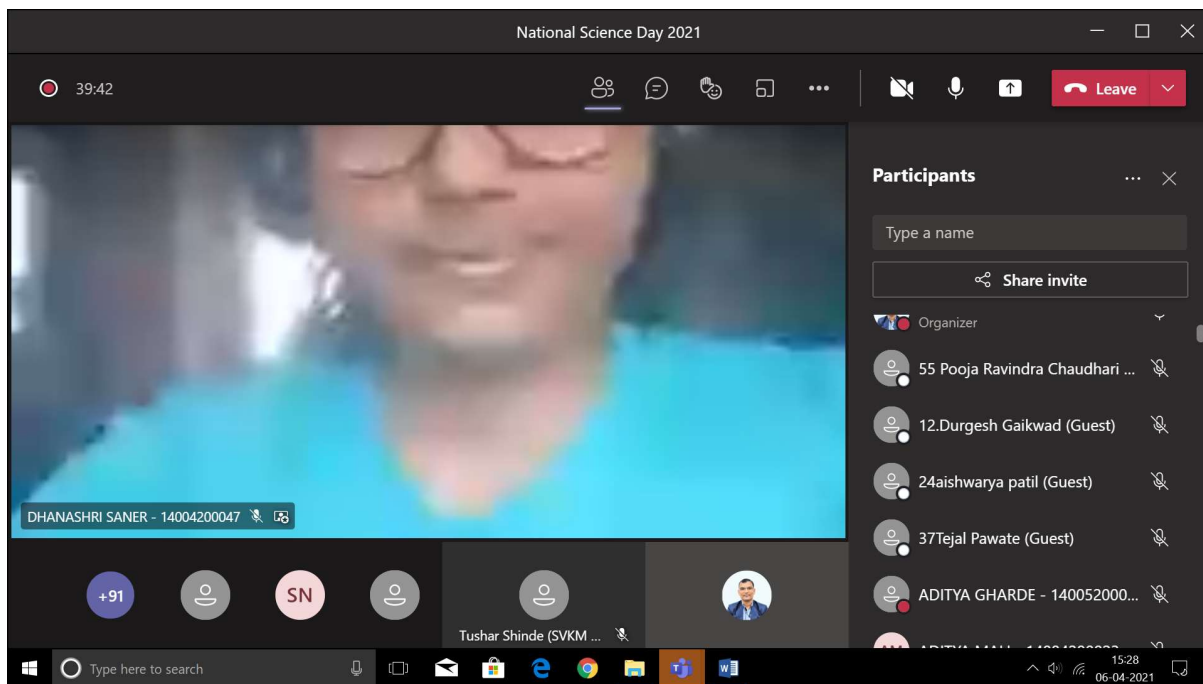 National Science Day 2021
39:42
Leave
DHANASHRI SANER - 14004200047
+91
SN
Tushar Shinde (SVKM ...
Participants
Type a name
Share invite
Organizer
55 Pooja Ravindra Chaudhari ...
12.Durgesh Gaikwad (Guest)
24aishwarya patil (Guest)
37Tejal Pawate (Guest)
ADITYA GHARDE - 140052000...
Type here to search
15:28
06-04-2021